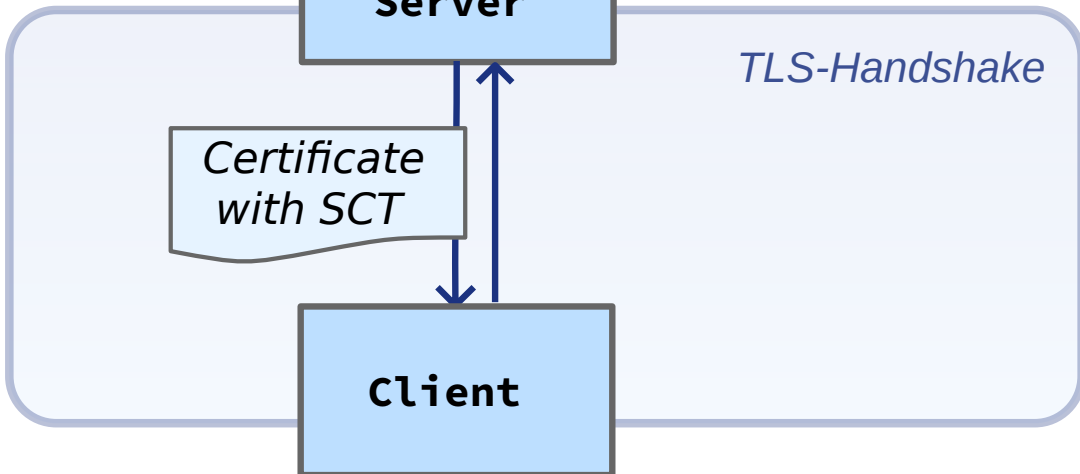 Server
TLS-Handshake
Certificate
with SCT
Client